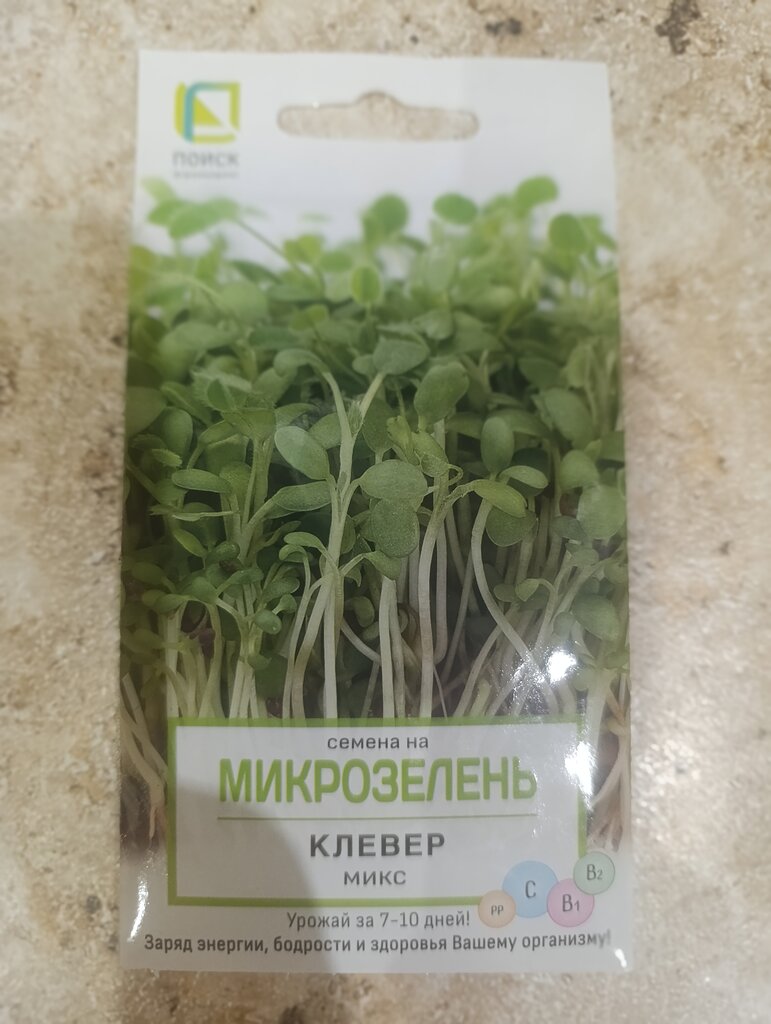 ПОИСК
семена на
МИКРОЗЕЛЕНЬ
КЛЕВЕР
МИКС
PP
C
B1
B2
Урожай за 7-10 дней!
Заряд энергии, бодрости и здоровья Вашему организму!